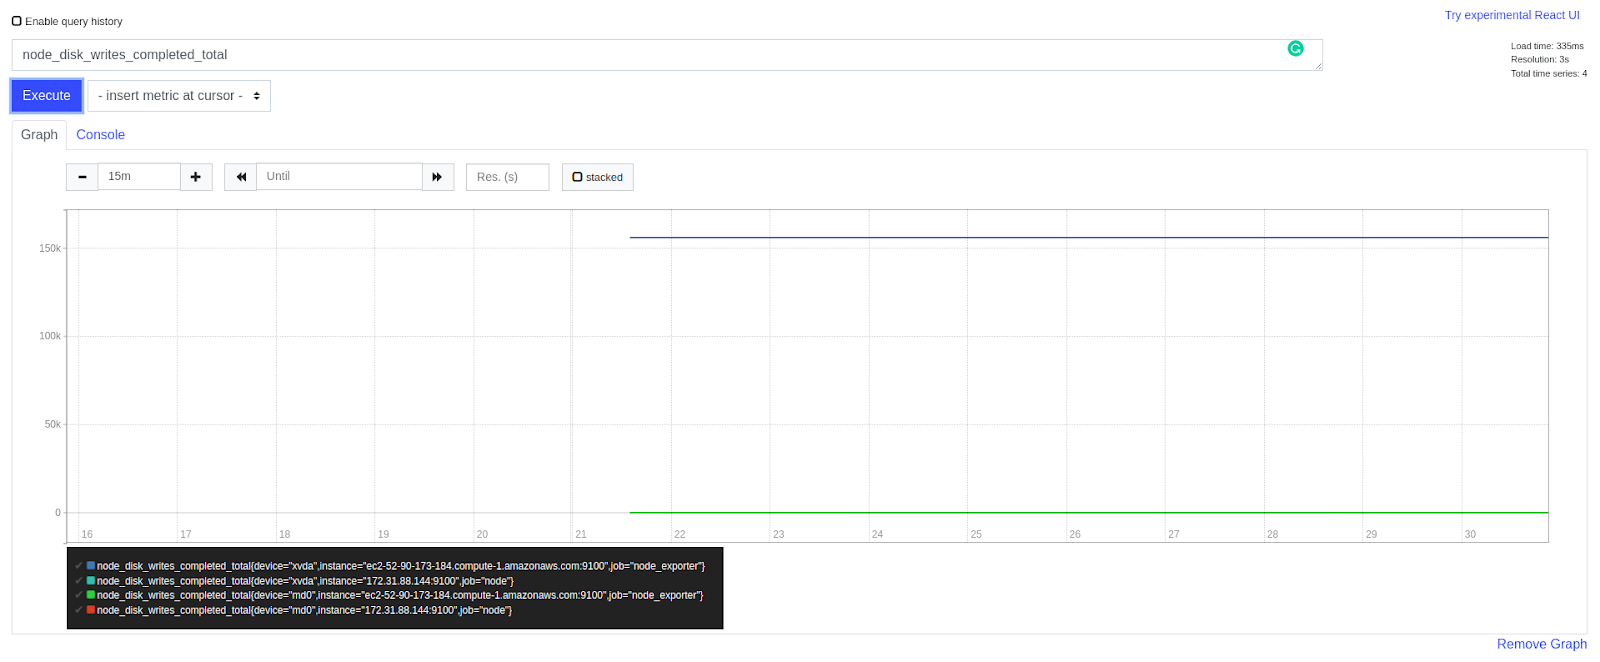 Enable query history
Try experimental React UI
node_disk_writes_completed_total
Load time: 335ms
Resolution: 3s
Total time series: 4
Execute
- insert metric at cursor -
Graph
Console
15m
Until
Res. (s)
stacked
150k
100k
50k
0
16 17 18 19 20 21 22 23 24 25 26 27 28 29 30
node_disk_writes_completed_total{device="xvda",instance="ec2-52-90-173-184.compute-1.amazonaws.com:9100",job="node_exporter"}
node_disk_writes_completed_total{device="xvda",instance="172.31.88.144:9100",job="node"}
node_disk_writes_completed_total{device="md0",instance="ec2-52-90-173-184.compute-1.amazonaws.com:9100",job="node_exporter"}
node_disk_writes_completed_total{device="md0",instance="172.31.88.144:9100",job="node"}
Remove Graph